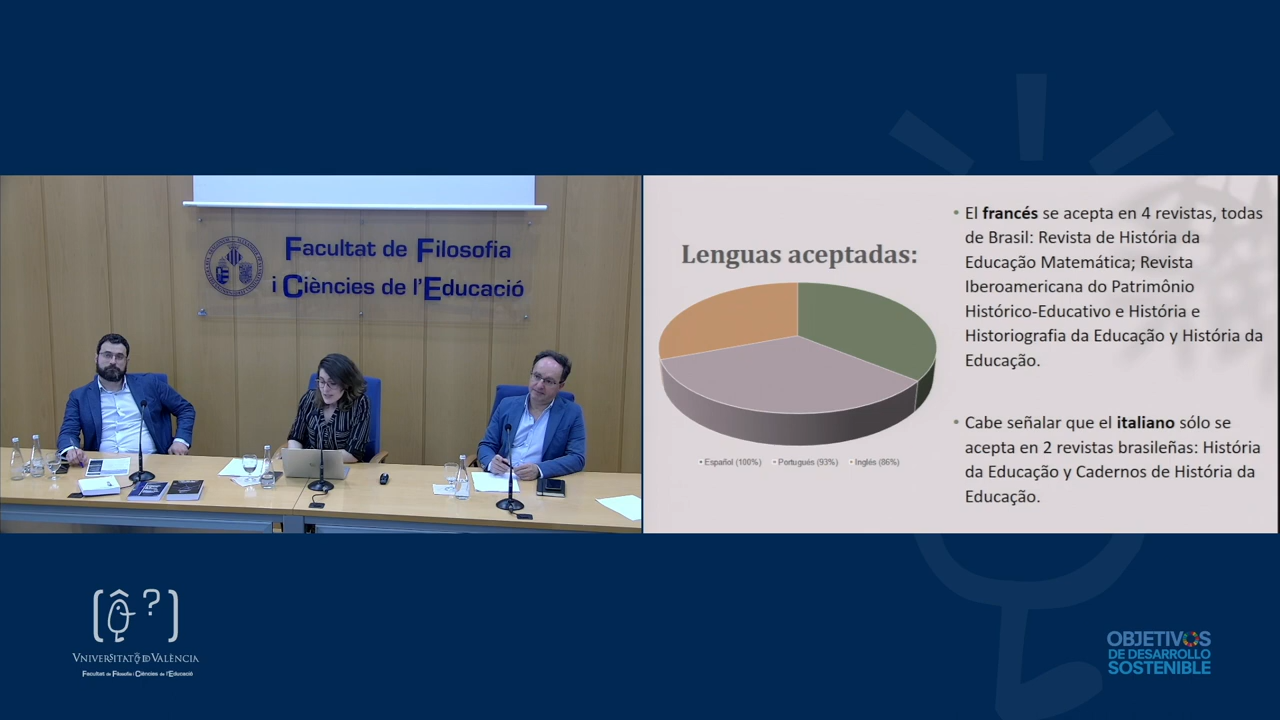 Facultat de Filosofia
i Ciències de l'Educació
Lenguas aceptadas:
Español (100%) Portugués (93%) Inglés (86%)
• El francés se acepta en 4 revistas, todas
de Brasil: Revista de História da
Educação Matemática; Revista
Iberoamericana do Patrimônio
Histórico-Educativo e História e
Historiografia da Educação y História da
Educação.
• Cabe señalar que el italiano sólo se
acepta en 2 revistas brasileñas: História
da Educação y Cadernos de História da
Educação.
VNIVERSITATÖDVALÈNCIA
Facultat de Filosofia i Ciències de l'Educació
OBJETIVOS
DE DESARROLLO
SOSTENIBLE